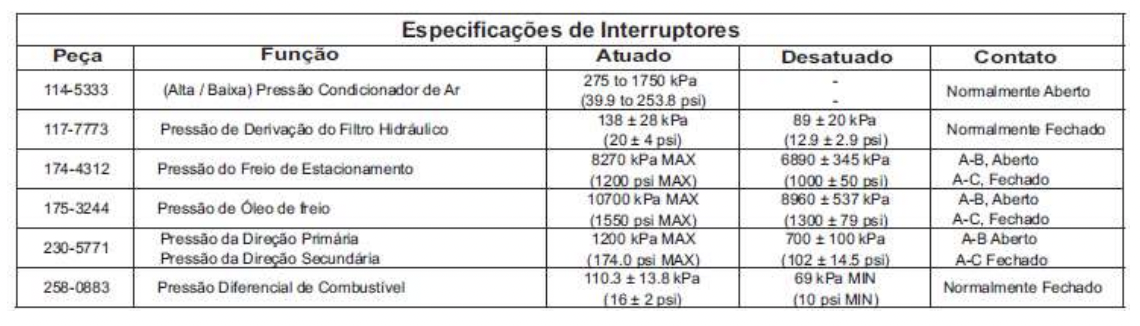 Especificações de Interruptores
Peça Função Atuado Desatuado Contato
114-5333 (Alta / Baixa) Pressão Condicionador de Ar 275 to 1750 kPa (39.9 to 253.8 psi) - - Normalmente Aberto
117-7773 Pressão de Derivação do Filtro Hidráulico 138 ± 28 kPa (20 ± 4 psi) 89 ± 20 kPa (12.9 ± 2.9 psi) Normalmente Fechado
174-4312 Pressão do Freio de Estacionamento 8270 kPa MAX (1200 psi MAX) 6890 ± 345 kPa (1000 ± 50 psi) A-B, Aberto A-C, Fechado
175-3244 Pressão de Óleo de freio 10700 kPa MAX (1550 psi MAX) 8960 ± 537 kPa (1300 ± 79 psi) A-B, Aberto A-C, Fechado
230-5771 Pressão da Direção Primária Pressão da Direção Secundária 1200 kPa MAX (174.0 psi MAX) 700 ± 100 kPa (102 ± 14.5 psi) A-B Aberto A-C Fechado
258-0883 Pressão Diferencial de Combustível 110.3 ± 13.8 kPa (16 ± 2 psi) 69 kPa MIN (10 psi MIN) Normalmente Fechado